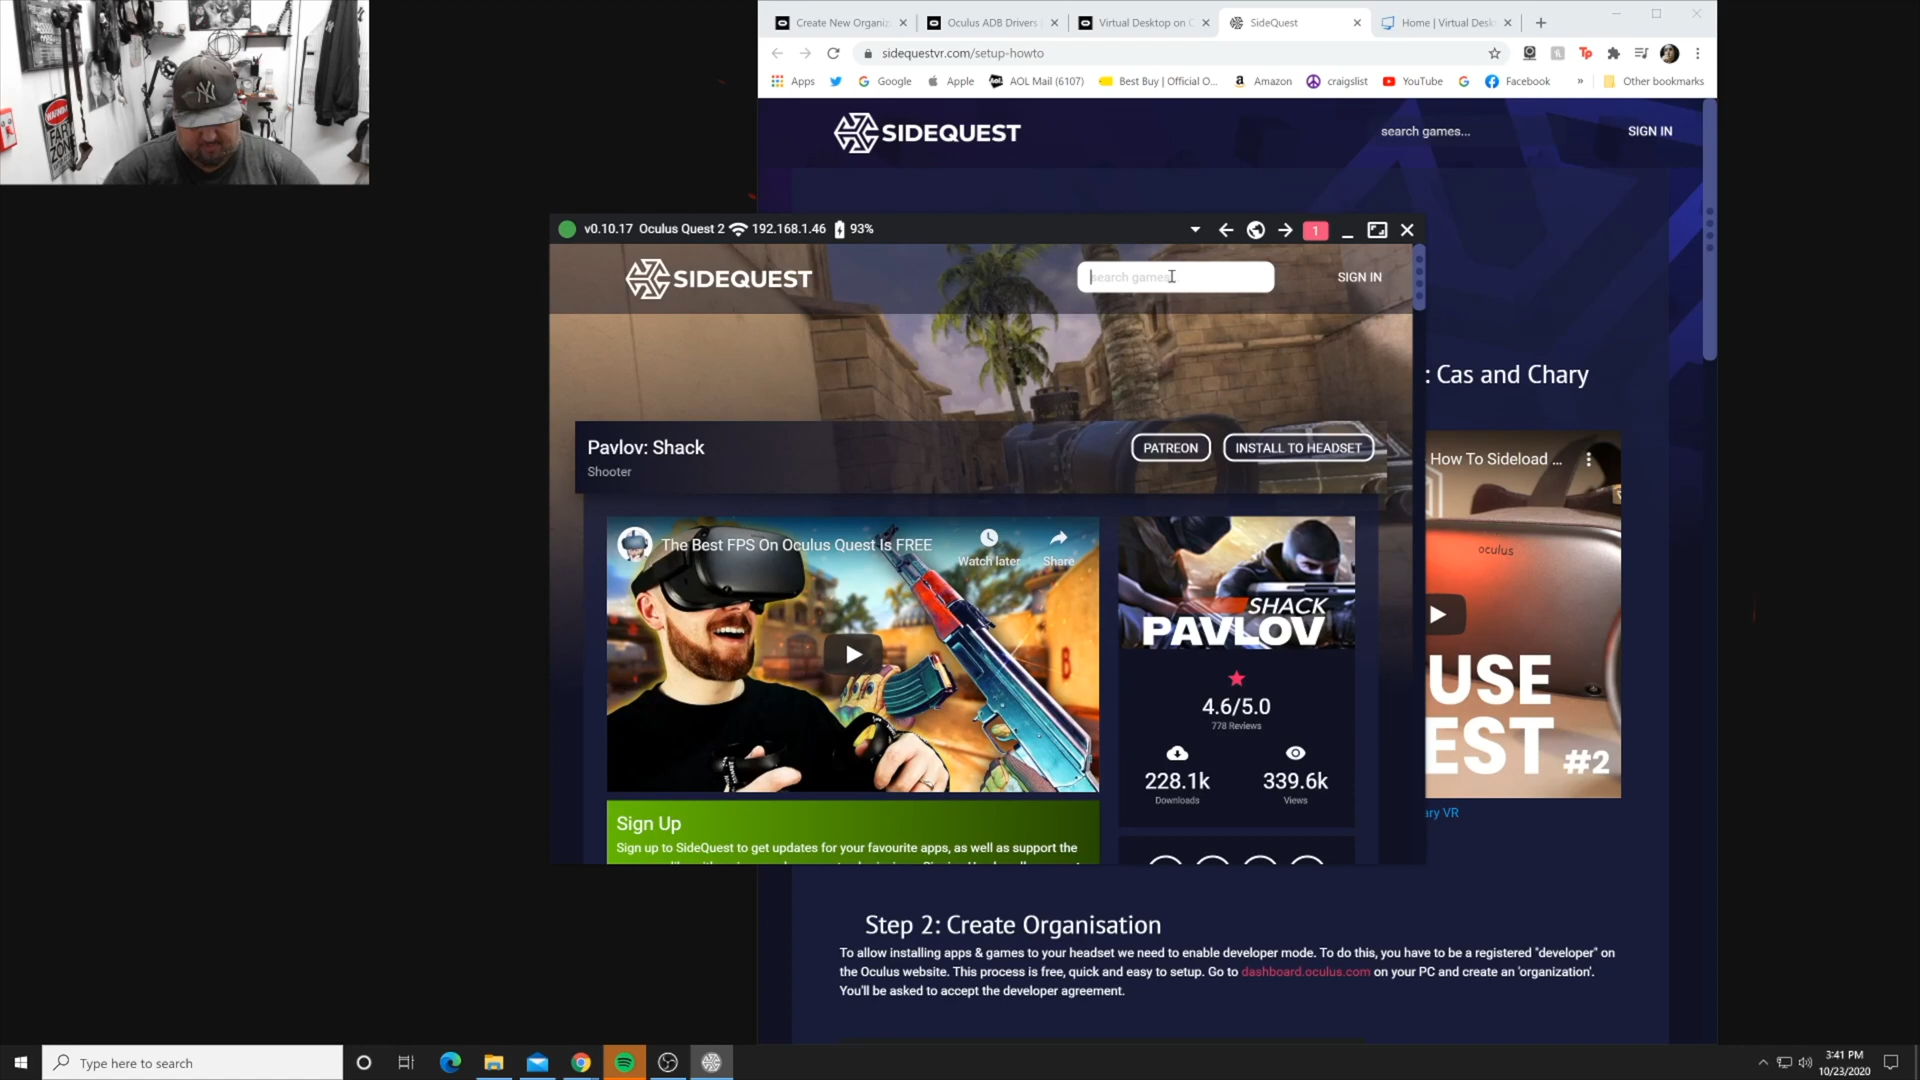 WARNING
FART
ZONE
Create New Organiz
Oculus ADB Drivers
Virtual Desktop on
SideQuest
Home | Virtual Desk
sidequestvr.com/setup-howto
Apps
Google
Apple
AOL Mail (6107)
Best Buy | Official O...
Amazon
craigslist
YouTube
Facebook
»
Other bookmarks
SIDEQUEST
search games...
SIGN IN
v0.10.17 Oculus Quest 2 192.168.1.46 93%
1
SIDEQUEST
search games...
SIGN IN
: Cas and Chary
Pavlov: Shack
Shooter
PATREON
INSTALL TO HEADSET
How To Sideload ...
The Best FPS On Oculus Quest Is FREE
Watch later
Share
oculus
SHACK
PAVLOV
USE
EST #2
4.6/5.0
778 Reviews
228.1k
Downloads
339.6k
Views
ary VR
Sign Up
Sign up to SideQuest to get updates for your favourite apps, as well as support the
Step 2: Create Organisation
To allow installing apps & games to your headset we need to enable developer mode. To do this, you have to be a registered "developer" on
the Oculus website. This process is free, quick and easy to setup. Go to dashboard.oculus.com on your PC and create an 'organization'.
You'll be asked to accept the developer agreement.
Type here to search
3:41 PM
10/23/2020